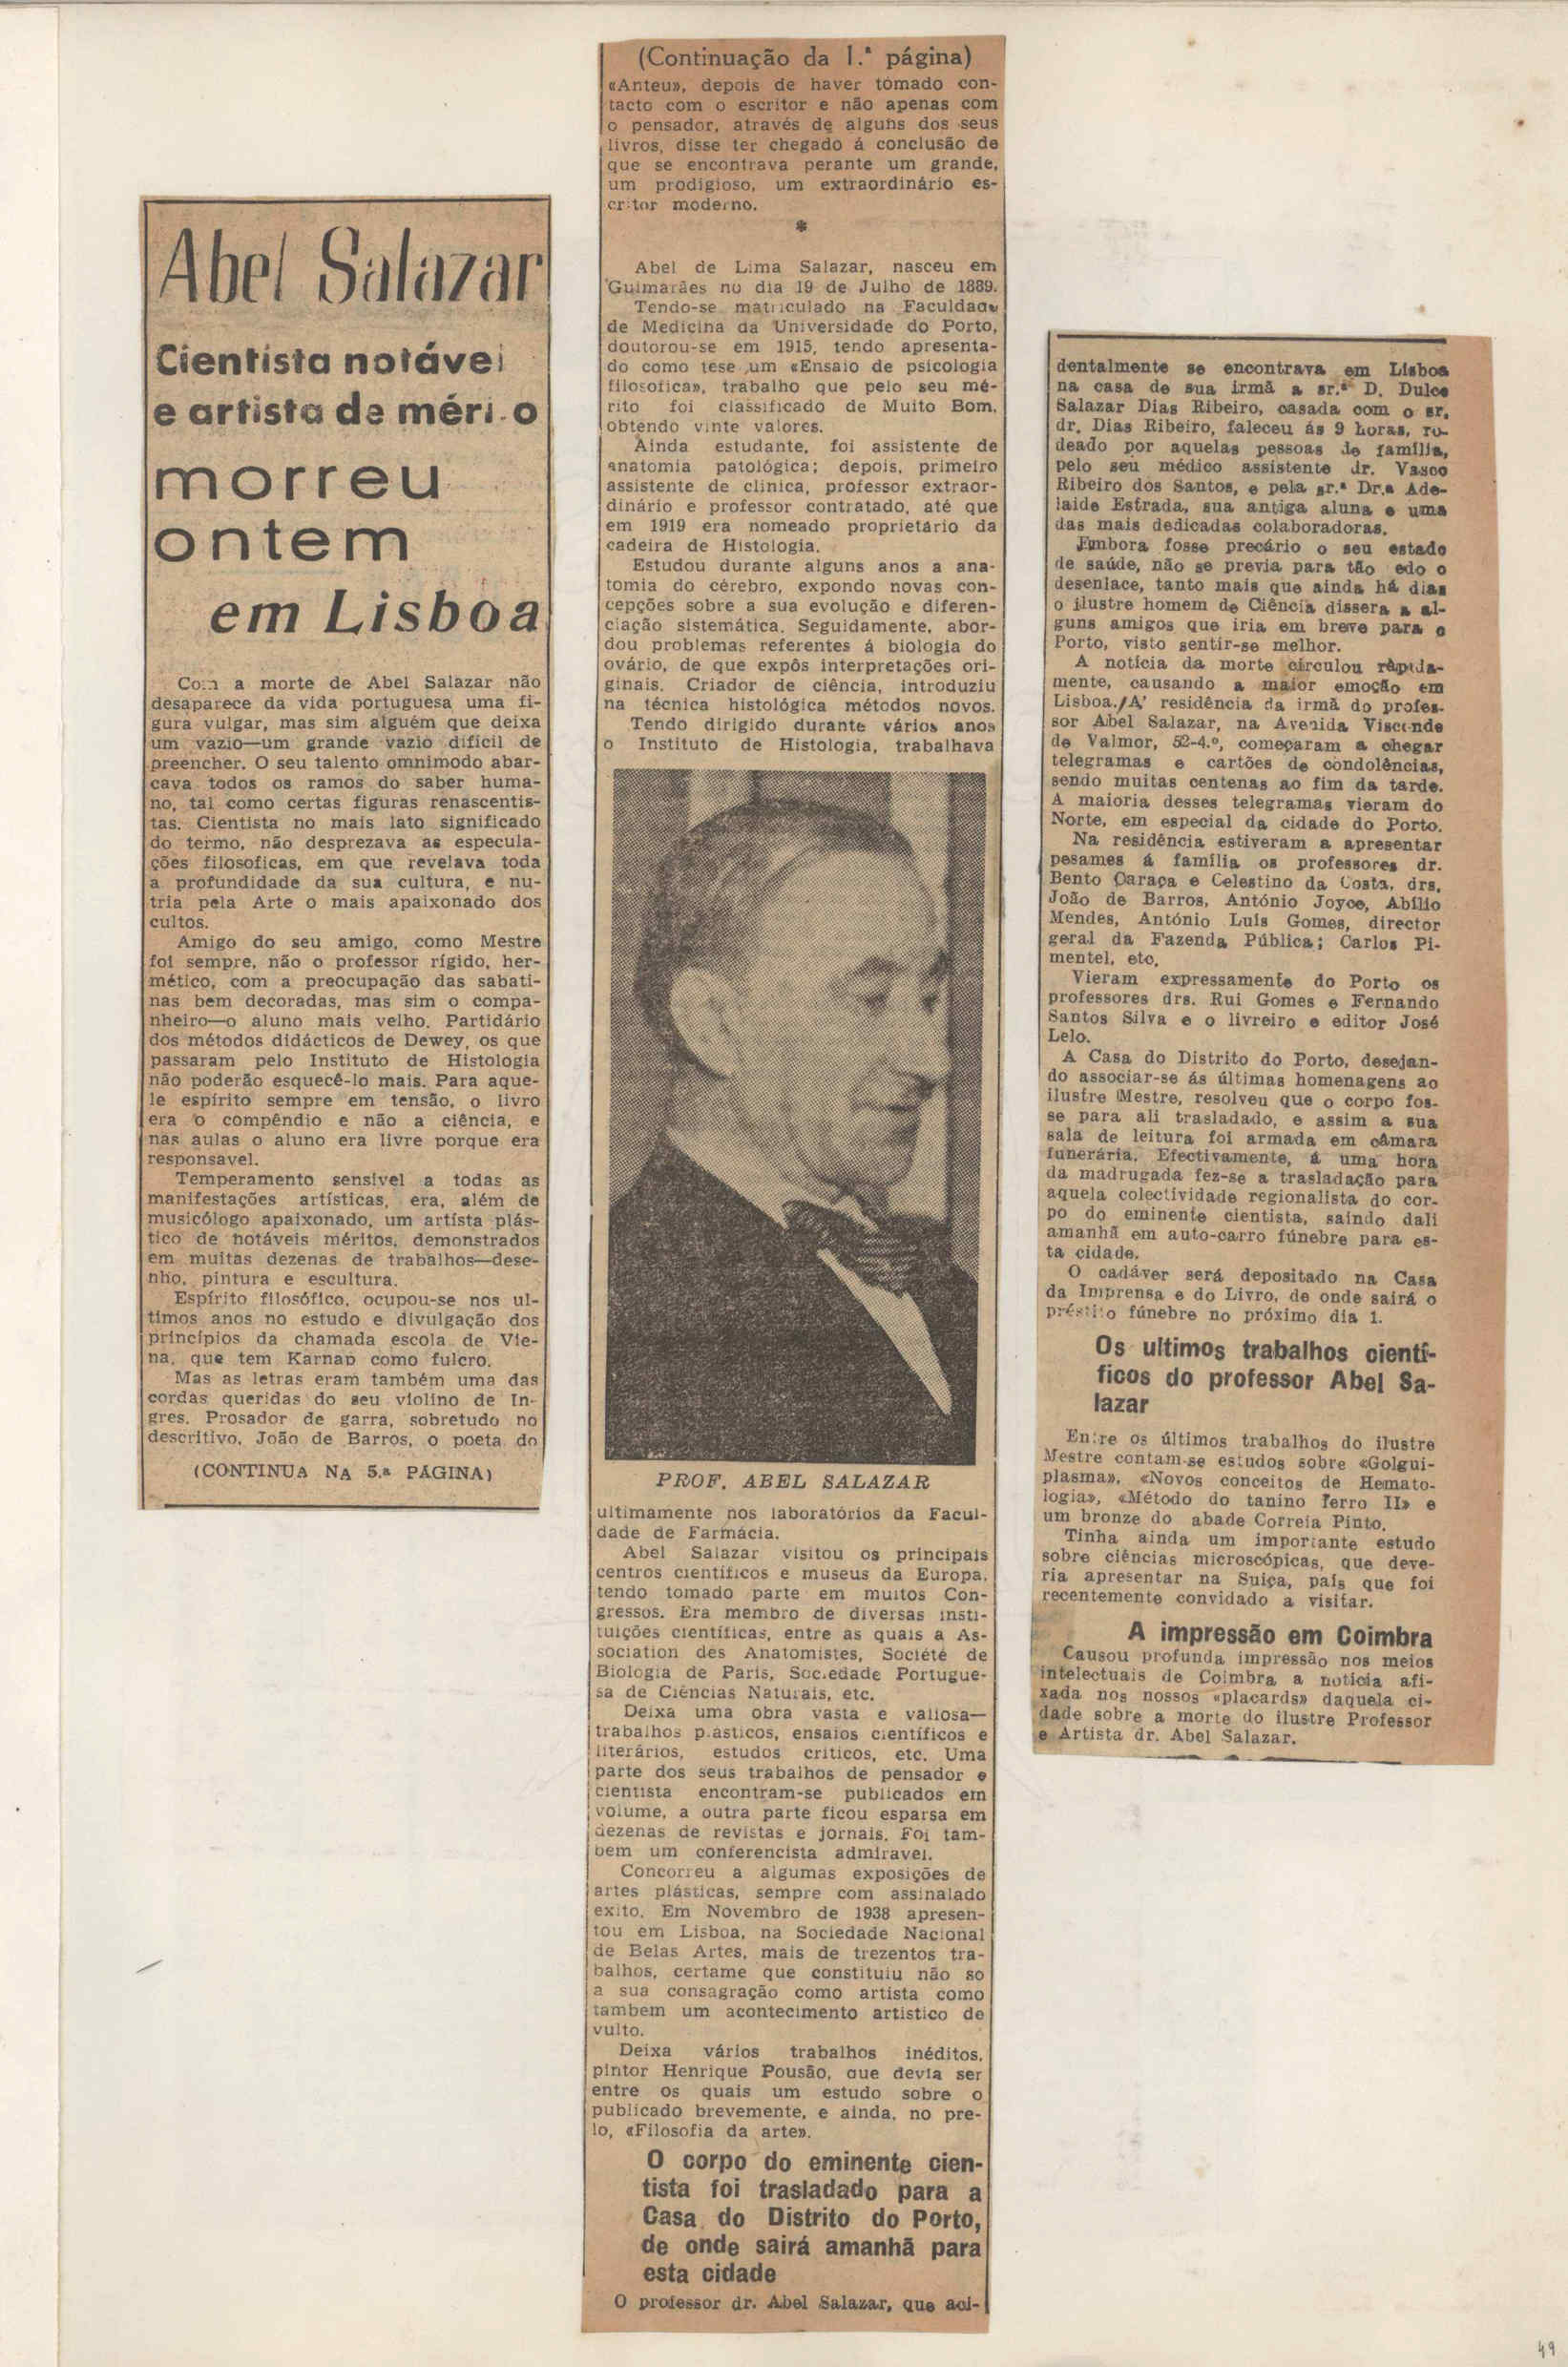 Abel Salazar
Cientista notável
e artista de méri o
morreu
ontem
em Lisboa
Com a morte de Abel Salazar não
desaparece da vida portuguesa uma fi-
gura vulgar, mas sim alguém que deixa
um vazio—um grande vazio dificil de
preencher. O seu talento omnimodo abar-
cava todos os ramos do saber huma-
no, tal como certas figuras renascentis-
tas. Cientista no mais lato significado
do termo, não desprezava as especula-
ções filosoficas, em que revelava toda
a profundidade da sua cultura, e nu-
tria pela Arte o mais apaixonado dos
cultos.
Amigo do seu amigo, como Mestre
foi sempre, não o professor rígido, her-
mético, com a preocupação das sabati-
nas bem decoradas, mas sim o compa-
nheiro—o aluno mais velho. Partidário
dos métodos didácticos de Dewey, os que
passaram pelo Instituto de Histologia
não poderão esquecê-lo mais. Para aque-
le espírito sempre em tensão, o livro
era o compêndio e não a ciência, e
nas aulas o aluno era livre porque era
responsavel.
Temperamento sensível a todas as
manifestações artísticas, era, além de
musicólogo apaixonado, um artísta plás-
tico de notáveis méritos, demonstrados
em muitas dezenas de trabalhos—dese-
nho, pintura e escultura.
Espírito filosófico, ocupou-se nos ul-
timos anos no estudo e divulgação dos
princípios da chamada escola de Vie-
na, que tem Karnap como fulcro.
Mas as letras eram também uma das
cordas queridas do seu violino de In-
gres. Prosador de garra, sobretudo no
descritivo, João de Barros, o poeta do
(CONTINUA NA 5.ª PÁGINA)
(Continuação da 1.ª página)
«Anteu», depois de haver tomado con-
tacto com o escritor e não apenas com
o pensador, através de alguns dos seus
livros, disse ter chegado á conclusão de
que se encontrava perante um grande,
um prodigioso, um extraordinário es-
critor moderno.
*
Abel de Lima Salazar, nasceu em
Guimarães no dia 19 de Julho de 1889.
Tendo-se matriculado na Faculdade
de Medicina da Universidade do Porto,
doutorou-se em 1915, tendo apresenta-
do como tese um «Ensaio de psicologia
filosofica», trabalho que pelo seu mé-
rito foi classificado de Muito Bom,
obtendo vinte valores.
Ainda estudante, foi assistente de
anatomia patológica; depois, primeiro
assistente de clinica, professor extraor-
dinário e professor contratado, até que
em 1919 era nomeado proprietário da
cadeira de Histologia.
Estudou durante alguns anos a ana-
tomia do cérebro, expondo novas con-
cepções sobre a sua evolução e diferen-
ciação sistemática. Seguidamente, abor-
dou problemas referentes á biologia do
ovário, de que expôs interpretações ori-
ginais. Criador de ciência, introduziu
na técnica histológica métodos novos.
Tendo dirigido durante vários anos
o Instituto de Histologia, trabalhava
PROF. ABEL SALAZAR
ultimamente nos laboratórios da Facul-
dade de Farmácia.
Abel Salazar visitou os principais
centros cientificos e museus da Europa,
tendo tomado parte em muitos Con-
gressos. Era membro de diversas insti-
tuições científicas, entre as quais a As-
sociation des Anatomistes, Société de
Biologia de Paris, Sociedade Portugue-
sa de Ciências Naturais, etc.
Deixa uma obra vasta e valiosa—
trabalhos p.asticos, ensaios científicos e
literários, estudos criticos, etc. Uma
parte dos seus trabalhos de pensador e
cientista encontram-se publicados em
volume, a outra parte ficou esparsa em
dezenas de revistas e jornais. Foi tam-
bem um conferencista admiravel.
Concorreu a algumas exposições de
artes plásticas, sempre com assinalado
exito. Em Novembro de 1938 apresen-
tou em Lisboa, na Sociedade Nacional
de Belas Artes, mais de trezentos tra-
balhos, certame que constituiu não so
a sua consagração como artista como
tambem um acontecimento artistico de
vulto.
Deixa vários trabalhos inéditos,
pintor Henrique Pousão, que devia ser
entre os quais um estudo sobre o
publicado brevemente, e ainda, no pre-
lo, «Filosofia da arte».
O corpo do eminente cien-
tista foi trasladado para a
Casa do Distrito do Porto,
de onde sairá amanhã para
esta cidade
O professor dr. Abel Salazar, que aci-
dentalmente se encontrava em Lisboa
na casa de sua irmã a sr.ª D. Dulce
Salazar Dias Ribeiro, casada com o sr.
dr. Dias Ribeiro, faleceu ás 9 horas, ro-
deado por aquelas pessoas de família,
pelo seu médico assistente dr. Vasco
Ribeiro dos Santos, e pela sr.ª Dr.ª Ade-
laide Estrada, sua antiga aluna e uma
das mais dedicadas colaboradoras.
Embora fosse precário o seu estado
de saúde, não se previa para tão edo o
desenlace, tanto mais que ainda há dias
o ilustre homem de Ciência dissera a al-
guns amigos que iria em breve para o
Porto, visto sentir-se melhor.
A noticia da morte circulou ràpida-
mente, causando a maior emoção em
Lisboa. A' residência da irmã do profes-
sor Abel Salazar, na Avenida Visconde
de Valmor, 52-4.º, começaram a chegar
telegramas e cartões de condolências,
sendo muitas centenas ao fim da tarde.
A maioria desses telegramas vieram do
Norte, em especial da cidade do Porto.
Na residência estiveram a apresentar
pesames á família os professores dr.
Bento Caraça e Celestino da Costa, drs.
João de Barros, António Joyce, Abílio
Mendes, António Luís Gomes, director
geral da Fazenda Pública; Carlos Pi-
mentel, etc.
Vieram expressamente do Porto os
professores drs. Rui Gomes e Fernando
Santos Silva e o livreiro e editor José
Lelo.
A Casa do Distrito do Porto, desejan-
do associar-se ás últimas homenagens ao
ilustre Mestre, resolveu que o corpo fos-
se para ali trasladado, e assim a sua
sala de leitura foi armada em câmara
funerária. Efectivamente, á uma hora
da madrugada fez-se a trasladação para
aquela colectividade regionalista do cor-
po do eminente cientista, saindo dali
amanhã em auto-carro fúnebre para es-
ta cidade.
O cadáver será depositado na Casa
da Imprensa e do Livro, de onde sairá o
préstito fúnebre no próximo dia 1.
Os ultimos trabalhos cientí-
ficos do professor Abel Sa-
lazar
Entre os últimos trabalhos do ilustre
Mestre contam-se estudos sobre «Golgui-
plasma», «Novos conceitos de Hemato-
logia», «Método do tanino ferro II» e
um bronze do abade Correia Pinto.
Tinha ainda um importante estudo
sobre ciências microscópicas, que deve-
ria apresentar na Suiça, país que foi
recentemente convidado a visitar.
A impressão em Coimbra
Causou profunda impressão nos meios
intelectuais de Coimbra a noticia afi-
xada nos nossos «placards» daquela ci-
dade sobre a morte do ilustre Professor
e Artista dr. Abel Salazar.
49